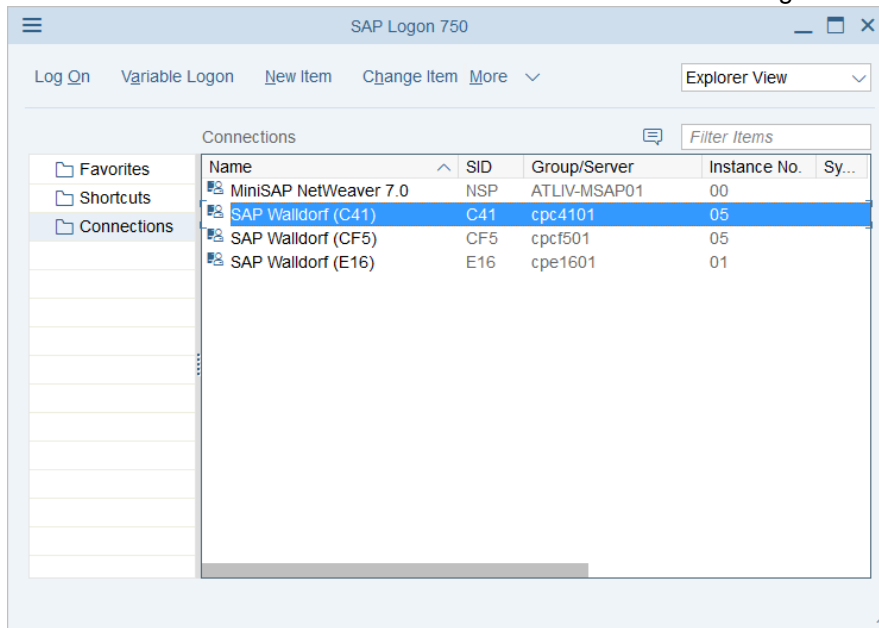 SAP Logon 750
Log On Variable Logon New Item Change Item More Explorer View
Connections Filter Items
Favorites
Shortcuts
Connections
Name SID Group/Server Instance No. Sy...
MiniSAP NetWeaver 7.0 NSP ATLIV-MSAP01 00
SAP Walldorf (C41) C41 cpc4101 05
SAP Walldorf (CF5) CF5 cpcf501 05
SAP Walldorf (E16) E16 cpe1601 01